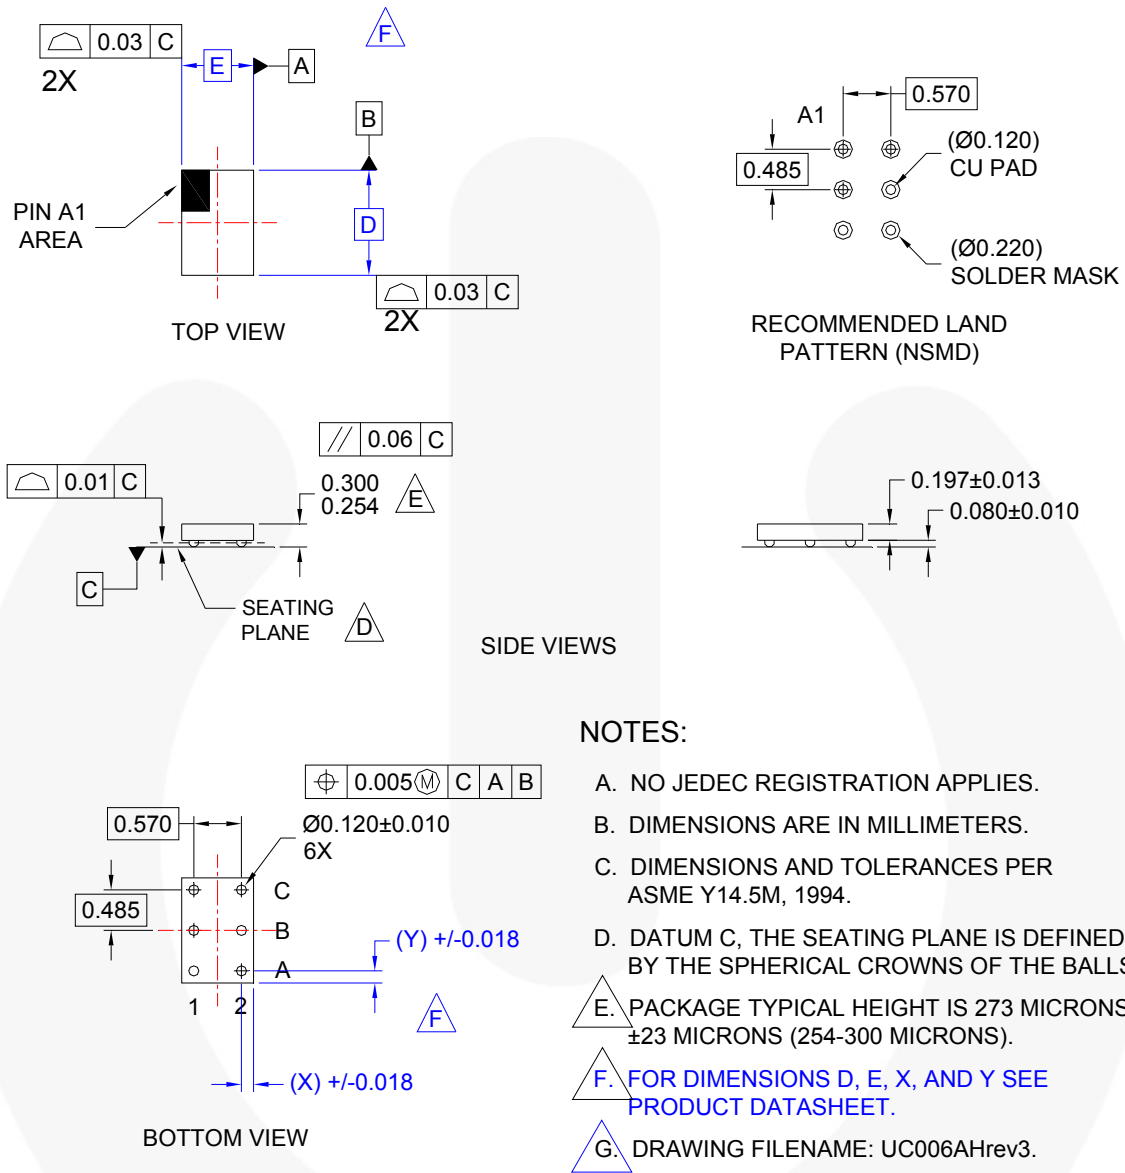 0.03 C
2X
E
A
F
B
PIN A1
AREA
D
0.03 C
2X
TOP VIEW
A1
0.570
0.485
(Ø0.120)
CU PAD
(Ø0.220)
SOLDER MASK
RECOMMENDED LAND
PATTERN (NSMD)
// 0.06 C
0.01 C
0.300
0.254
E
C
SEATING
PLANE
D
0.197±0.013
0.080±0.010
SIDE VIEWS
0.005 M C A B
0.570
Ø0.120±0.010
6X
0.485
C
B
A
1 2
(Y) +/-0.018
F
(X) +/-0.018
BOTTOM VIEW
NOTES:
A. NO JEDEC REGISTRATION APPLIES.
B. DIMENSIONS ARE IN MILLIMETERS.
C. DIMENSIONS AND TOLERANCES PER
ASME Y14.5M, 1994.
D. DATUM C, THE SEATING PLANE IS DEFINED
BY THE SPHERICAL CROWNS OF THE BALLS
E. PACKAGE TYPICAL HEIGHT IS 273 MICRONS
±23 MICRONS (254-300 MICRONS).
F. FOR DIMENSIONS D, E, X, AND Y SEE
PRODUCT DATASHEET.
G. DRAWING FILENAME: UC006AHrev3.